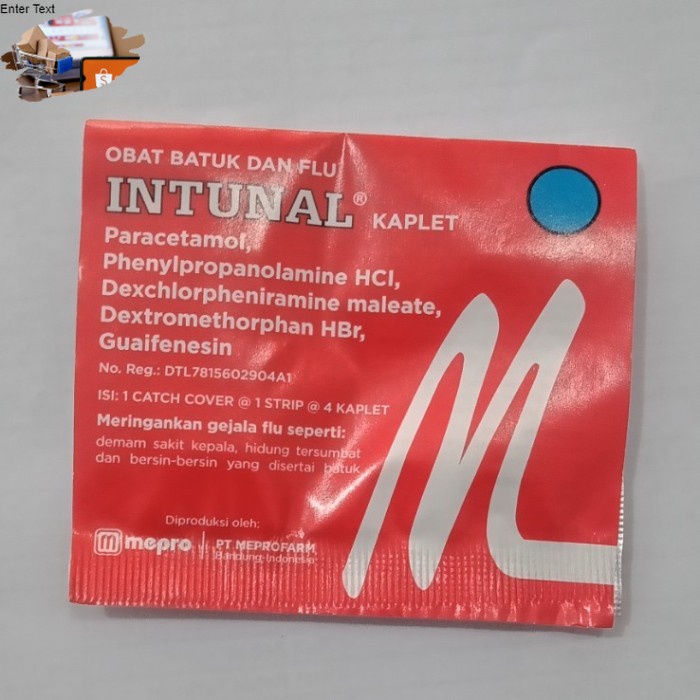 Enter Text
OBAT BATUK DAN FLU
INTUNAL® KAPLET
Paracetamol,
Phenylpropanolamine HCl,
Dexchlorpheniramine maleate,
Dextromethorphan HBr,
Guaifenesin
No. Reg.: DTL7815602904A1
ISI: 1 CATCH COVER @ 1 STRIP @ 4 KAPLET
Meringankan gejala flu seperti:
demam sakit kepala, hidung tersumbat
dan bersin-bersin yang disertai batuk
Diproduksi oleh:
m mepro | PT MEPROFARM
Bandung-Indonesia
M